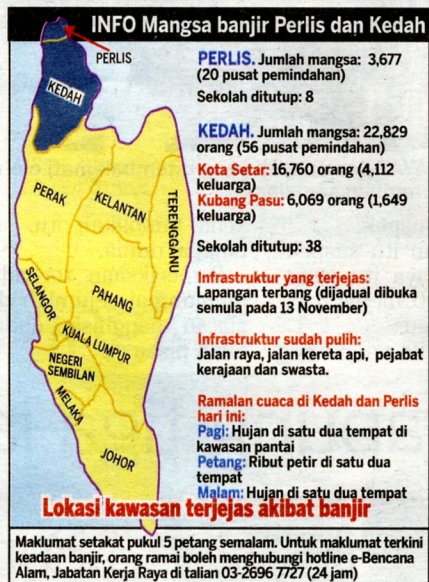 INFO Mangsa banjir Perlis dan Kedah
PERLIS
KEDAH
PERAK
KELANTAN
TERENGGANU
SELANGOR
PAHANG
KUALA LUMPUR
NEGERI
SEMBILAN
MELAKA
JOHOR
PERLIS. Jumlah mangsa: 3,677
(20 pusat pemindahan)
Sekolah ditutup: 8
KEDAH. Jumlah mangsa: 22,829
orang (56 pusat pemindahan)
Kota Setar: 16,760 orang (4,112
keluarga)
Kubang Pasu: 6,069 orang (1,649
keluarga)
Sekolah ditutup: 38
Infrastruktur yang terjejas:
Lapangan terbang (dijadual dibuka
semula pada 13 November)
Infrastruktur sudah pulih:
Jalan raya, jalan kereta api, pejabat
kerajaan dan swasta.
Ramalan cuaca di Kedah dan Perlis
hari ini:
Pagi: Hujan di satu dua tempat di
kawasan pantai
Petang: Ribut petir di satu dua
tempat
Malam: Hujan di satu dua tempat
Lokasi kawasan terjejas akibat banjir
Maklumat setakat pukul 5 petang semalam. Untuk maklumat terkini
keadaan banjir, orang ramai boleh menghubungi hotline e-Bencana
Alam, Jabatan Kerja Raya di talian 03-2696 7727 (24 jam)